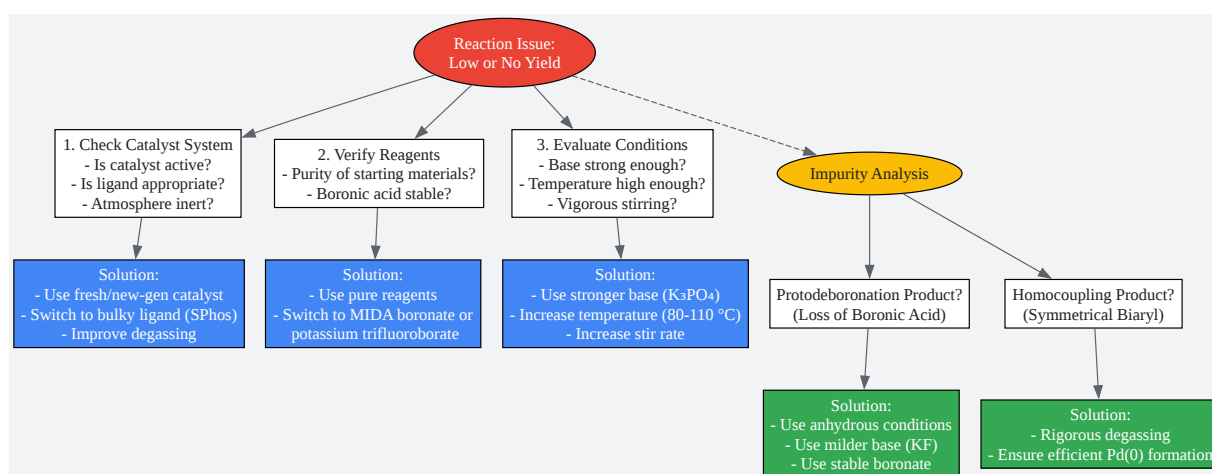 Reaction Issue:
Low or No Yield
1. Check Catalyst System
- Is catalyst active?
- Is ligand appropriate?
- Atmosphere inert?
2. Verify Reagents
- Purity of starting materials?
- Boronic acid stable?
3. Evaluate Conditions
- Base strong enough?
- Temperature high enough?
- Vigorous stirring?
Impurity Analysis
Solution:
- Use fresh/new-gen catalyst
- Switch to bulky ligand (SPhos)
- Improve degassing
Solution:
- Use pure reagents
- Switch to MIDA boronate or
potassium trifluoroborate
Solution:
- Use stronger base (K₃PO₄)
- Increase temperature (80-110 °C)
- Increase stir rate
Protodeboronation Product?
(Loss of Boronic Acid)
Homocoupling Product?
(Symmetrical Biaryl)
Solution:
- Use anhydrous conditions
- Use milder base (KF)
- Use stable boronate
Solution:
- Rigorous degassing
- Ensure efficient Pd(0) formation